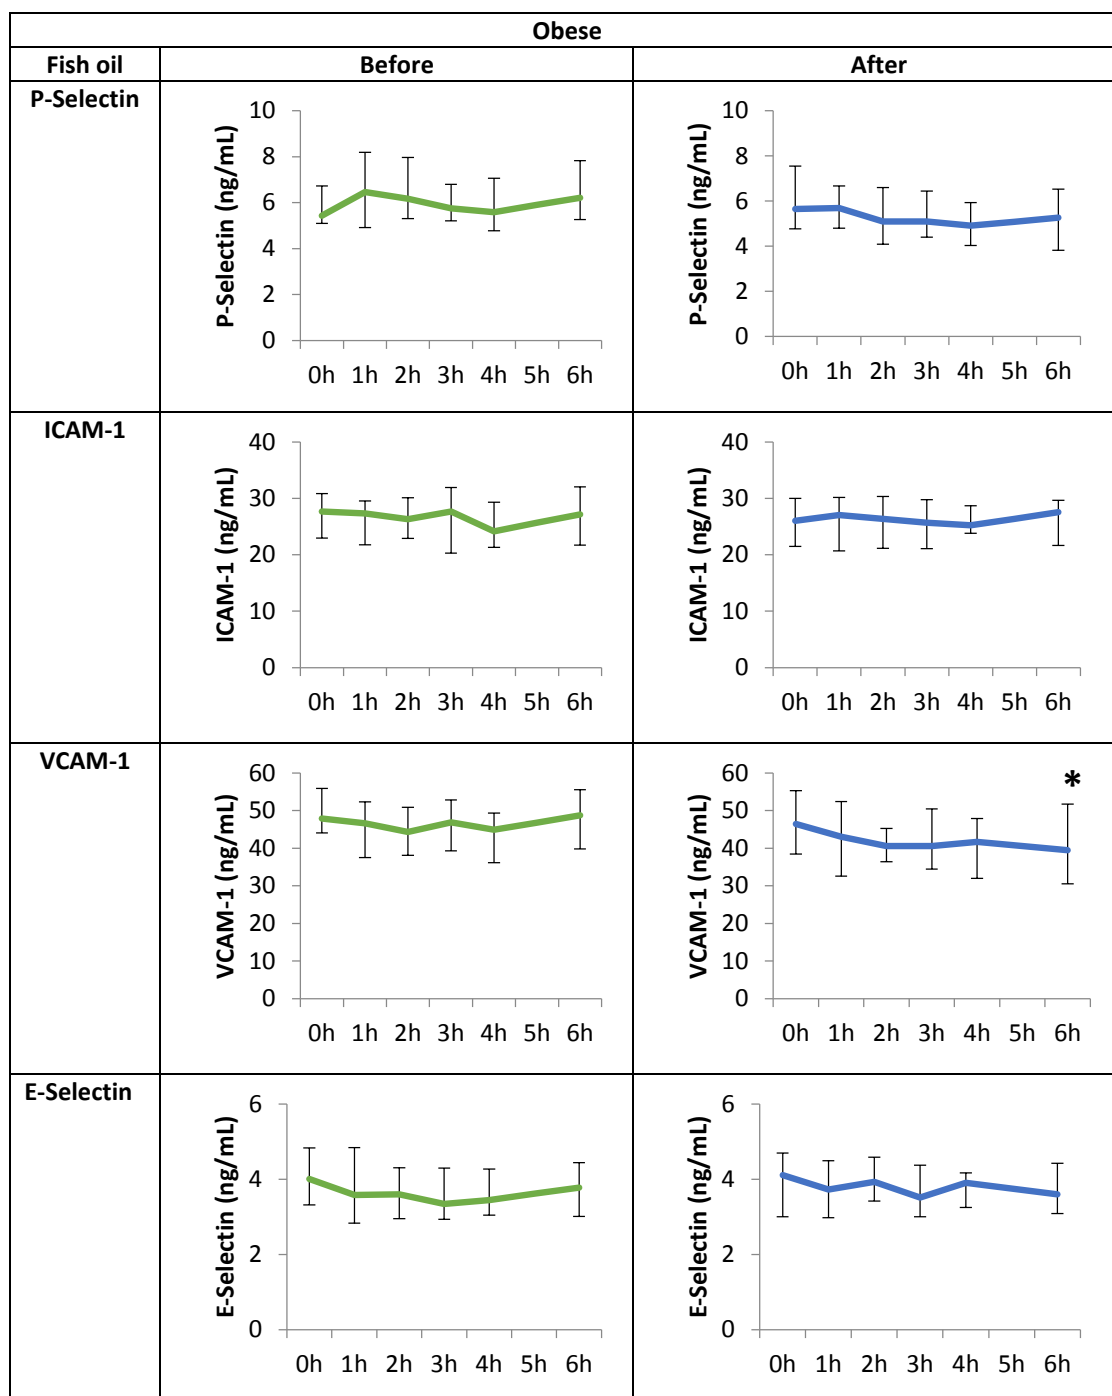 Obese
Fish oil Before After
P-Selectin
P-Selectin (ng/mL)
10
8
6
4
2
0
0h 1h 2h 3h 4h 5h 6h
P-Selectin (ng/mL)
10
8
6
4
2
0
0h 1h 2h 3h 4h 5h 6h
ICAM-1
ICAM-1 (ng/mL)
40
30
20
10
0
0h 1h 2h 3h 4h 5h 6h
ICAM-1 (ng/mL)
40
30
20
10
0
0h 1h 2h 3h 4h 5h 6h
VCAM-1
VCAM-1 (ng/mL)
60
50
40
30
20
10
0
0h 1h 2h 3h 4h 5h 6h
VCAM-1 (ng/mL)
60
50
40
30
20
10
0
*
0h 1h 2h 3h 4h 5h 6h
E-Selectin
E-Selectin (ng/mL)
6
4
2
0
0h 1h 2h 3h 4h 5h 6h
E-Selectin (ng/mL)
6
4
2
0
0h 1h 2h 3h 4h 5h 6h